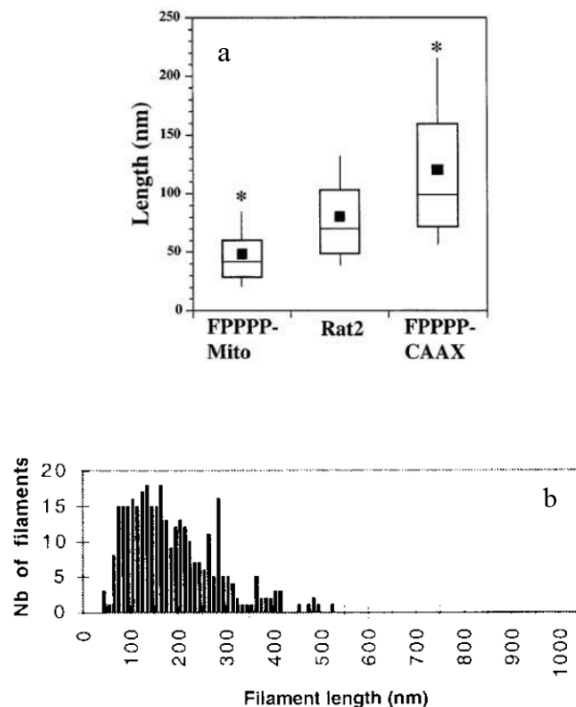 a
Length (nm)
250
200
150
100
50
0
*
*
FPPPP-
Mito
Rat2
FPPPP-
CAAX
b
Nb of filaments
20
15
10
5
0
0
100
200
300
400
500
600
700
800
900
1000
Filament length (nm)